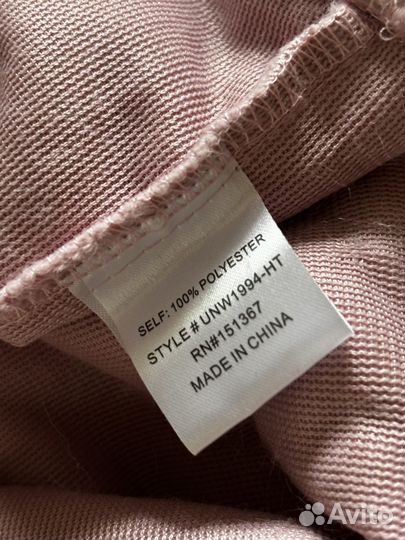 SELF: 100% POLYESTER
STYLE # UNW1994-HT
RN#151367
MADE IN CHINA
Avito